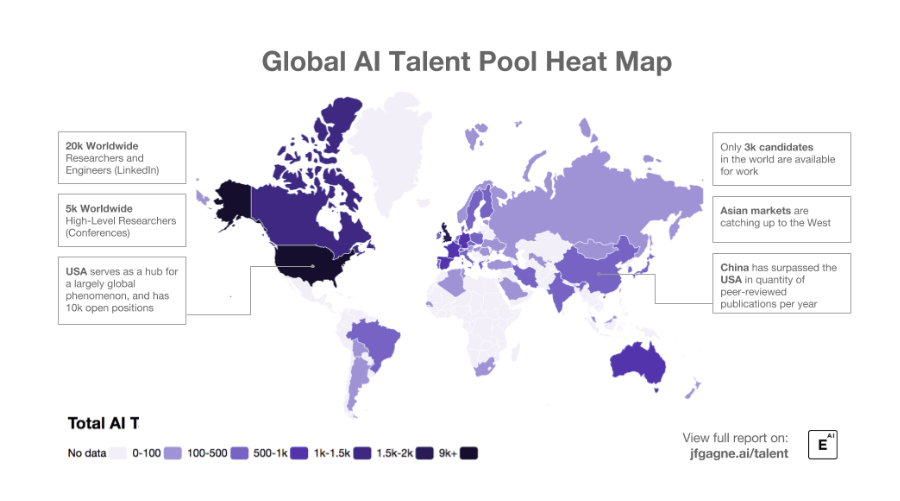 Global AI Talent Pool Heat Map
20k Worldwide
Researchers and
Engineers (LinkedIn)
5k Worldwide
High-Level Researchers
(Conferences)
USA serves as a hub for
a largely global
phenomenon, and has
10k open positions
Only 3k candidates
in the world are available
for work
Asian markets are
catching up to the West
China has surpassed the
USA in quantity of
peer-reviewed
publications per year
Total AI T
No data 0-100 100-500 500-1k 1k-1.5k 1.5k-2k 9k+
View full report on:
jfgagne.ai/talent
E AI